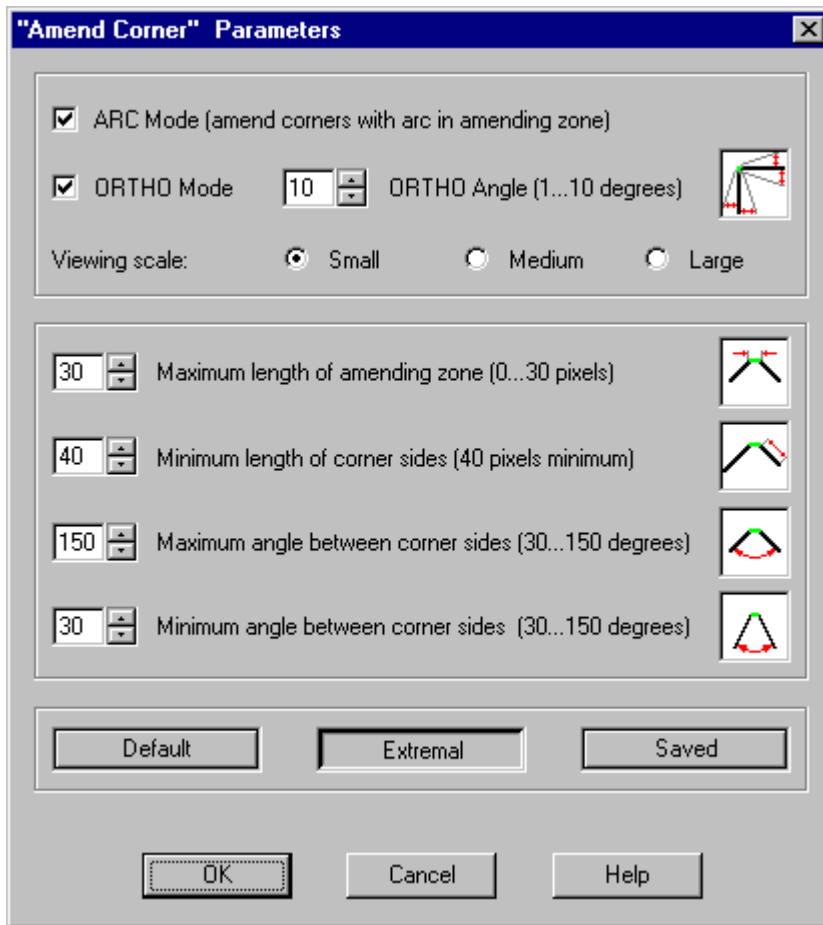 "Amend Corner" Parameters
ARC Mode (amend corners with arc in amending zone)
ORTHO Mode 10 ORTHO Angle (1...10 degrees)
Viewing scale: Small Medium Large
30 Maximum length of amending zone (0...30 pixels)
40 Minimum length of corner sides (40 pixels minimum)
150 Maximum angle between corner sides (30...150 degrees)
30 Minimum angle between corner sides (30...150 degrees)
Default Extremal Saved
OK Cancel Help